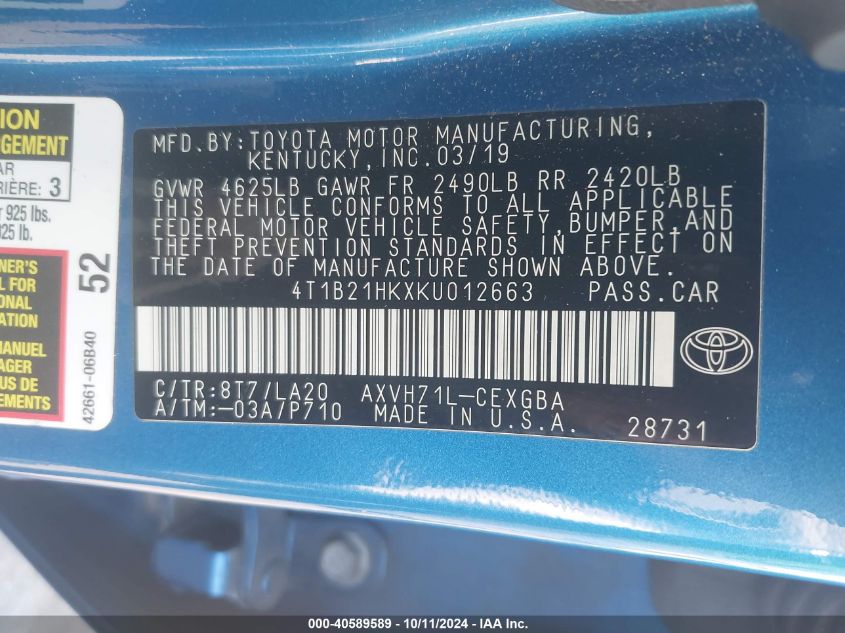 ION
GEMENT
AR
RIÈRE: 3
925 lbs.
325 lb.
NER'S
L FOR
ONAL
ATION
MANUEL
AGER
DE
EMENTS
52
42661-06B40
MFD.BY:TOYOTA MOTOR MANUFACTURING,
KENTUCKY,INC.03/19
GVWR 4625LB GAWR FR 2490LB RR 2420LB
THIS VEHICLE CONFORMS TO ALL APPLICABLE
FEDERAL MOTOR VEHICLE SAFETY,BUMPER,AND
THEFT PREVENTION STANDARDS IN EFFECT ON
THE DATE OF MANUFACTURE SHOWN ABOVE.
4T1B21HKXKU012663 PASS.CAR
C/TR:8T7/LA20 AXVH71L-CEXGBA
A/TM:-03A/P710 MADE IN U.S.A. 28731
000-40589589 - 10/11/2024 - IAA Inc.